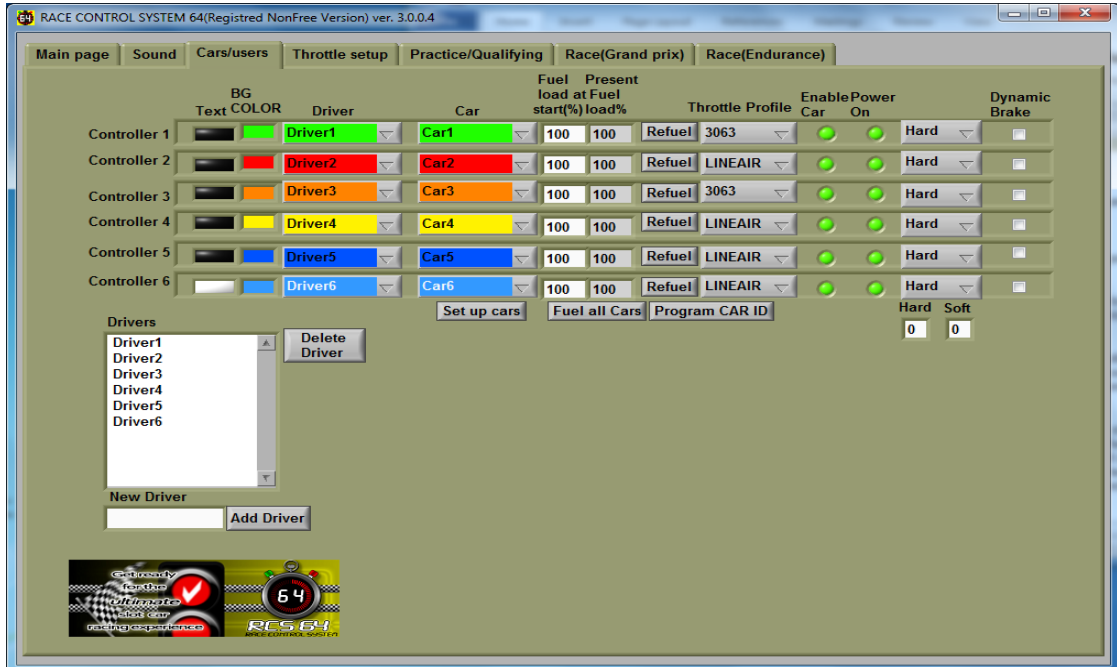 RACE CONTROL SYSTEM 64(Registred NonFree Version) ver. 3.0.0.4
Main page Sound Cars/users Throttle setup Practice/Qualifying Race(Grand prix) Race(Endurance)
Fuel Present
BG load at Fuel Enable Power Dynamic
Text COLOR Driver Car start(%) load% Throttle Profile Car On Brake
Controller 1 Driver1 Car1 100 100 Refuel 3063 Hard
Controller 2 Driver2 Car2 100 100 Refuel LINEAIR Hard
Controller 3 Driver3 Car3 100 100 Refuel 3063 Hard
Controller 4 Driver4 Car4 100 100 Refuel LINEAIR Hard
Controller 5 Driver5 Car5 100 100 Refuel LINEAIR Hard
Controller 6 Driver6 Car6 100 100 Refuel LINEAIR Hard
Set up cars Fuel all Cars Program CAR ID Hard Soft
0 0
Drivers
Delete
Driver
Driver1
Driver2
Driver3
Driver4
Driver5
Driver6
New Driver
Add Driver
Get ready
for the
ultimate
slot car
racing experience
64
RCS 64
RACE CONTROL SYSTEM